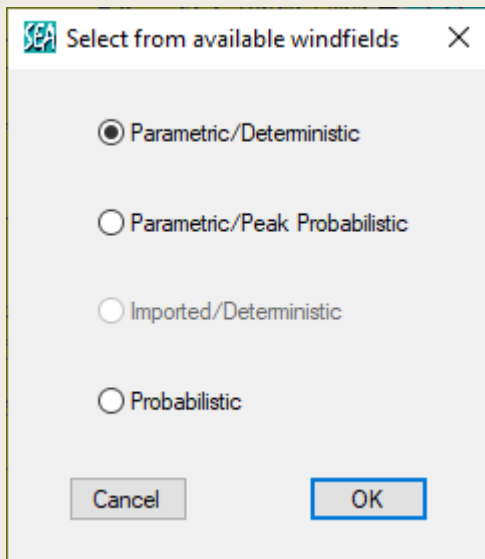 SEA Select from available windfields
Parametric/Deterministic
Parametric/Peak Probabilistic
Imported/Deterministic
Probabilistic
Cancel OK